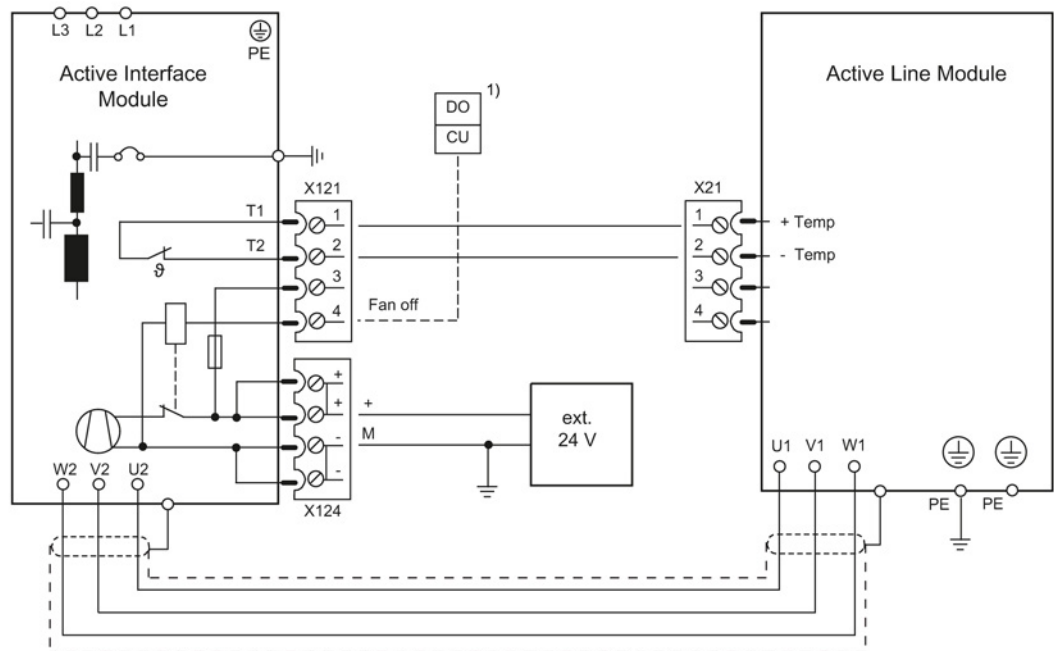 L3 L2 L1
PE
Active Interface
Module
DO
1)
CU
Active Line Module
X121
X21
T1
1
1
+ Temp
T2
2
2
- Temp
ϑ
3
3
4
Fan off
4
+
+
+
-
M
-
X124
ext.
24 V
W2 V2 U2
U1 V1 W1
PE PE